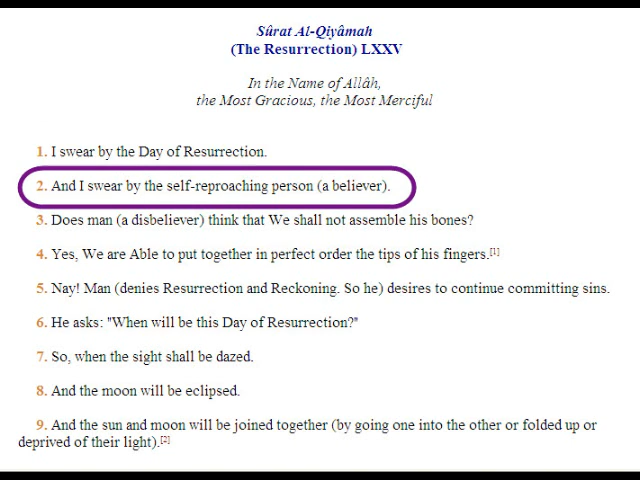 Sûrat Al-Qiyâmah
(The Resurrection) LXXV
In the Name of Allâh,
the Most Gracious, the Most Merciful
1. I swear by the Day of Resurrection.
2. And I swear by the self-reproaching person (a believer).
3. Does man (a disbeliever) think that We shall not assemble his bones?
4. Yes, We are Able to put together in perfect order the tips of his fingers.[1]
5. Nay! Man (denies Resurrection and Reckoning. So he) desires to continue committing sins.
6. He asks: "When will be this Day of Resurrection?"
7. So, when the sight shall be dazed.
8. And the moon will be eclipsed.
9. And the sun and moon will be joined together (by going one into the other or folded up or
deprived of their light).[2]